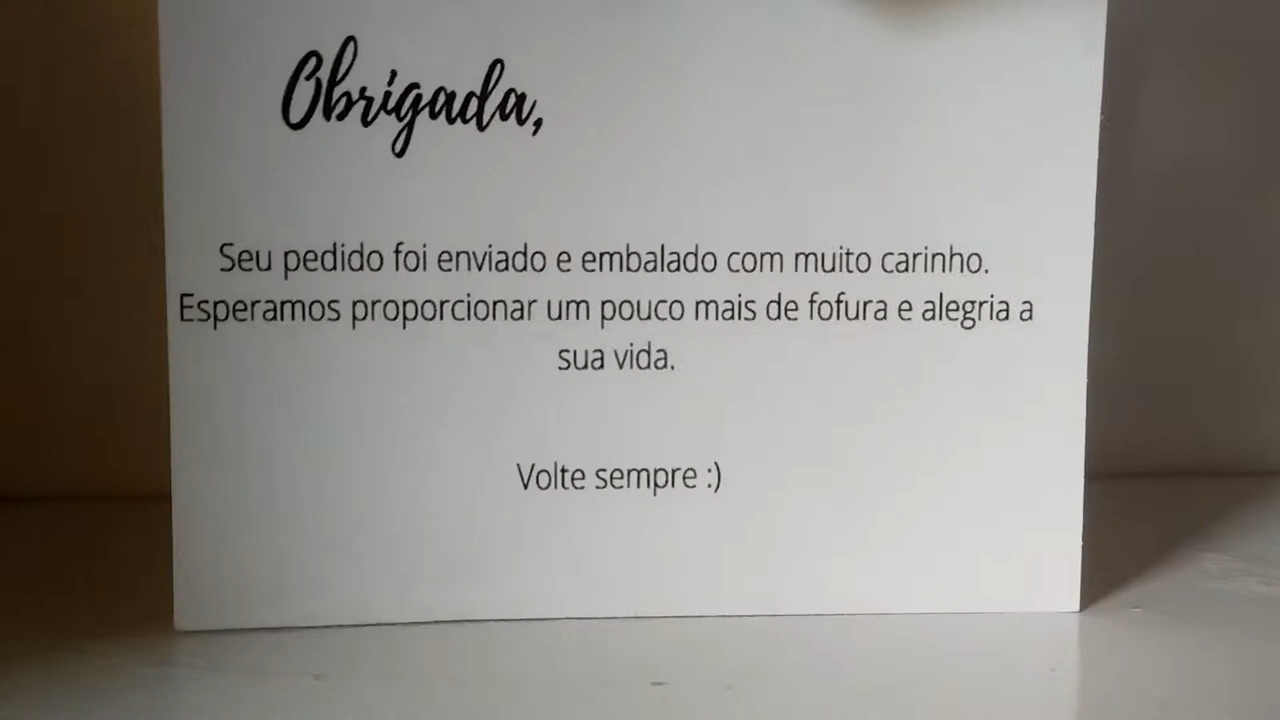 Obrigada,
Seu pedido foi enviado e embalado com muito carinho.
Esperamos proporcionar um pouco mais de fofura e alegria a
sua vida.
Volte sempre :)